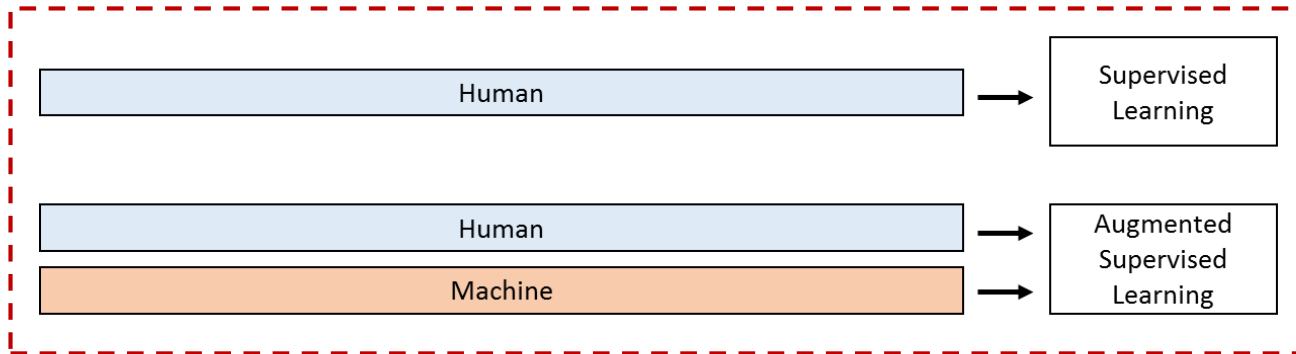 Human
Supervised
Learning
Human
Machine
Augmented
Supervised
Learning